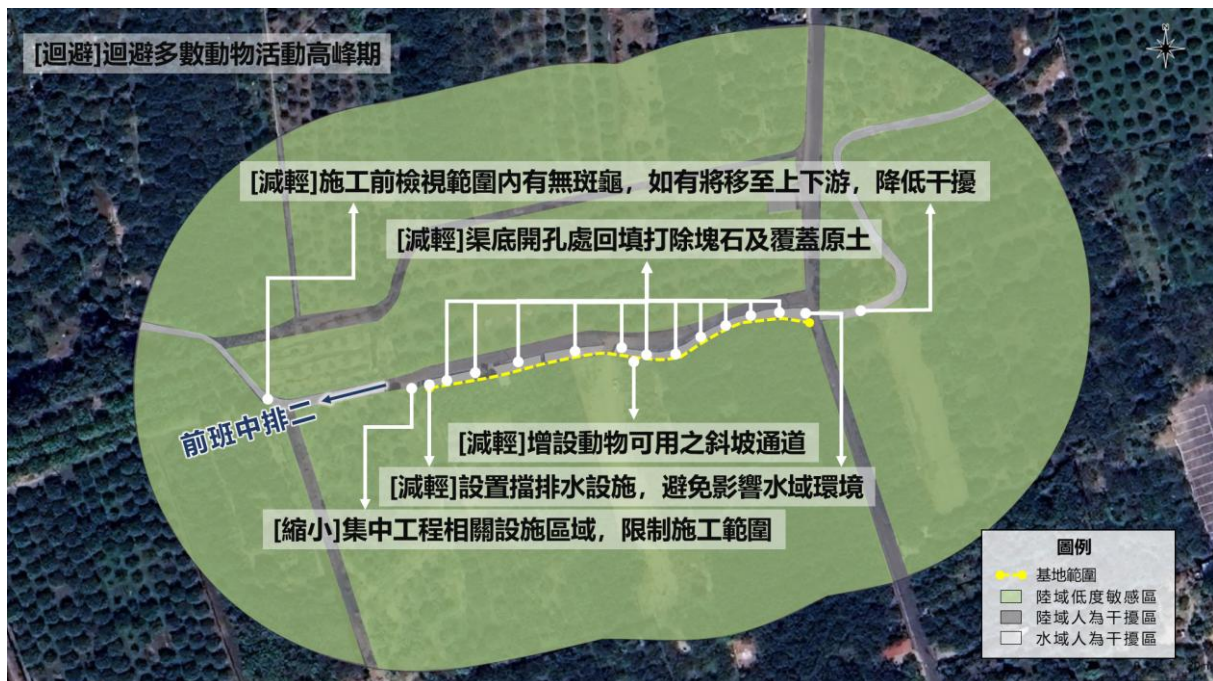 [迴避]迴避多數動物活動高峰期
N
[減輕]施工前檢視範圍內有無斑龜，如有將移至上下游，降低干擾
[減輕]渠底開孔處回填打除塊石及覆蓋原土
前班中排二
[減輕]增設動物可用之斜坡通道
[減輕]設置擋排水設施，避免影響水域環境
[縮小]集中工程相關設施區域，限制施工範圍
圖例
基地範圍
陸域低度敏感區
陸域人為干擾區
水域人為干擾區